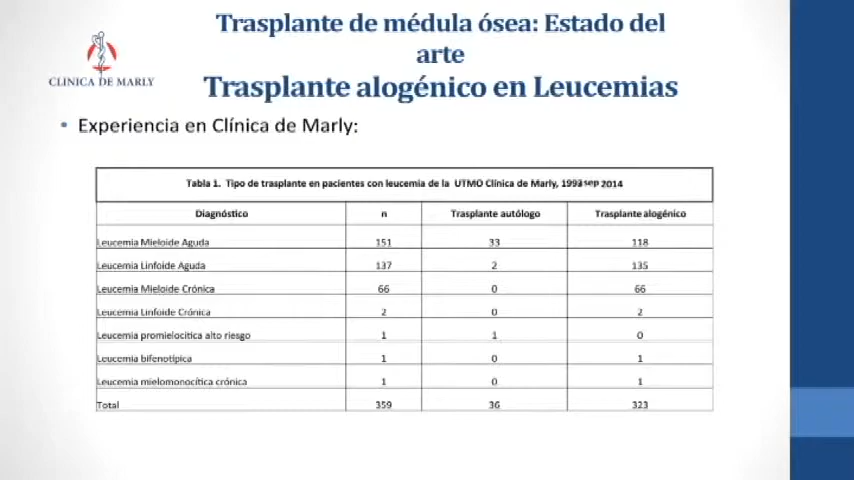 Trasplante de médula ósea: Estado del
arte
Trasplante alogénico en Leucemias
CLINICA DE MARLY
• Experiencia en Clínica de Marly:
Tabla 1. Tipo de trasplante en pacientes con leucemia de la UTMO Clínica de Marly, 1993 sep 2014
Diagnóstico n Trasplante autólogo Trasplante alogénico
Leucemia Mieloide Aguda 151 33 118
Leucemia Linfoide Aguda 137 2 135
Leucemia Mieloide Crónica 66 0 66
Leucemia Linfoide Crónica 2 0 2
Leucemia promielocítica alto riesgo 1 1 0
Leucemia bifenotípica 1 0 1
Leucemia mielomonocítica crónica 1 0 1
Total 359 36 323